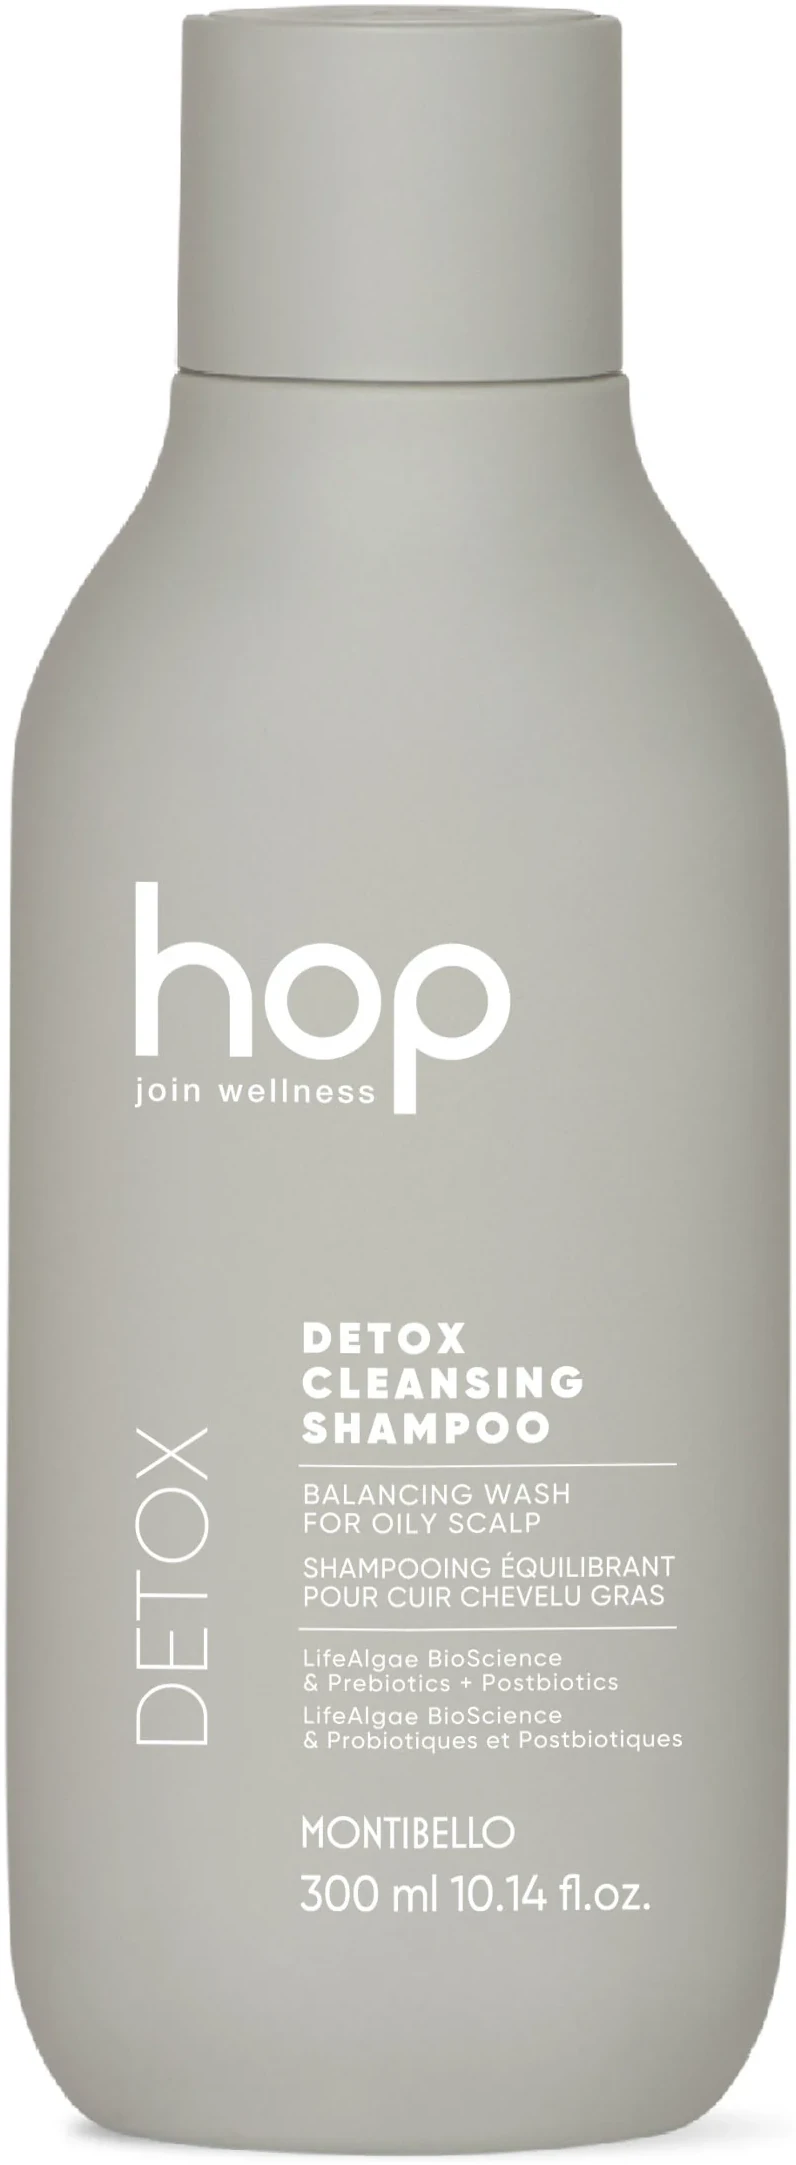 hop
join wellness
DETOX
DETOX
CLEANSING
SHAMPOO
BALANCING WASH
FOR OILY SCALP
SHAMPOOING ÉQUILIBRANT
POUR CUIR CHEVELU GRAS
LifeAlgae BioScience
& Prebiotics + Postbiotics
LifeAlgae BioScience
& Probiotiques et Postbiotiques
MONTIBELLO
300 ml 10.14 fl.oz.